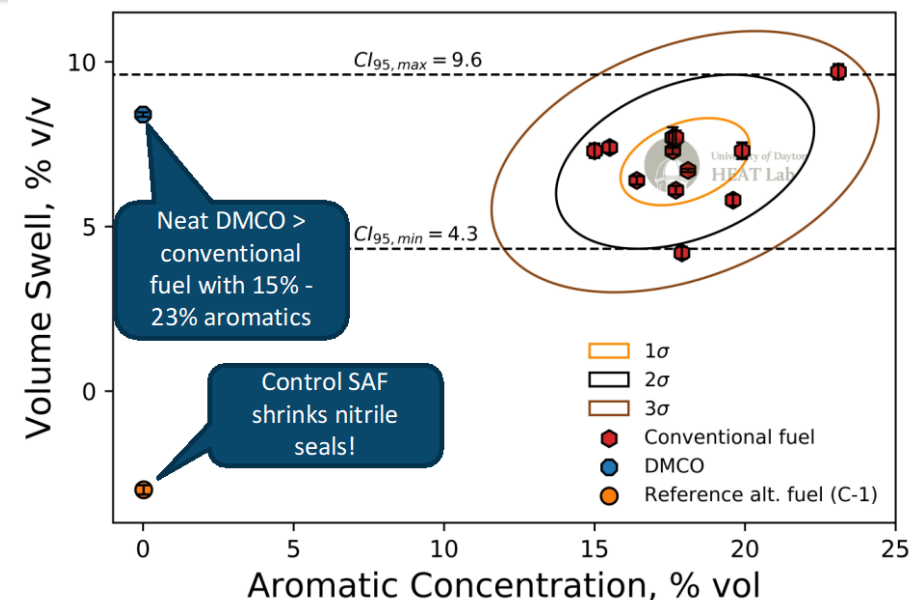 Volume Swell, % v/v
10
5
0
CI95, max = 9.6
CI95, min = 4.3
Neat DMCO >
conventional
fuel with 15% -
23% aromatics
Control SAF
shrinks nitrile
seals!
University of Dayton
HEAT Lab
1σ
2σ
3σ
Conventional fuel
DMCO
Reference alt. fuel (C-1)
0
5
10
15
20
25
Aromatic Concentration, % vol